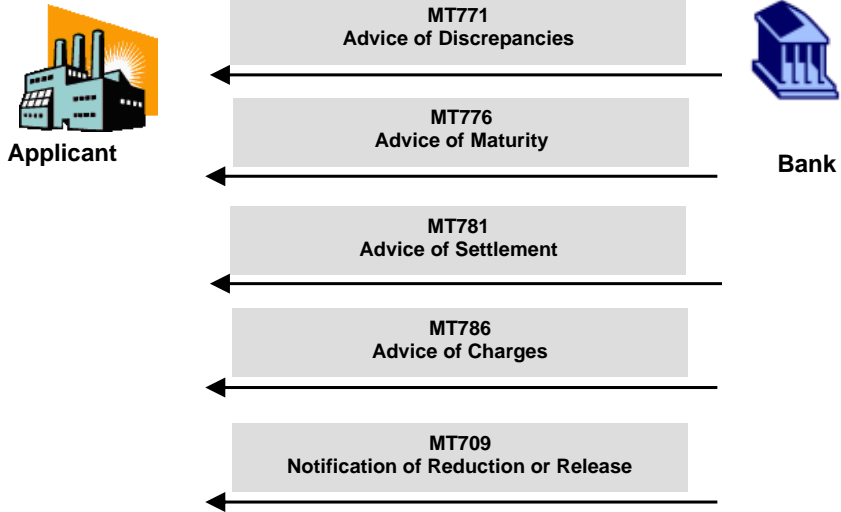 MT771
Advice of Discrepancies
MT776
Advice of Maturity
Applicant
Bank
MT781
Advice of Settlement
MT786
Advice of Charges
MT709
Notification of Reduction or Release